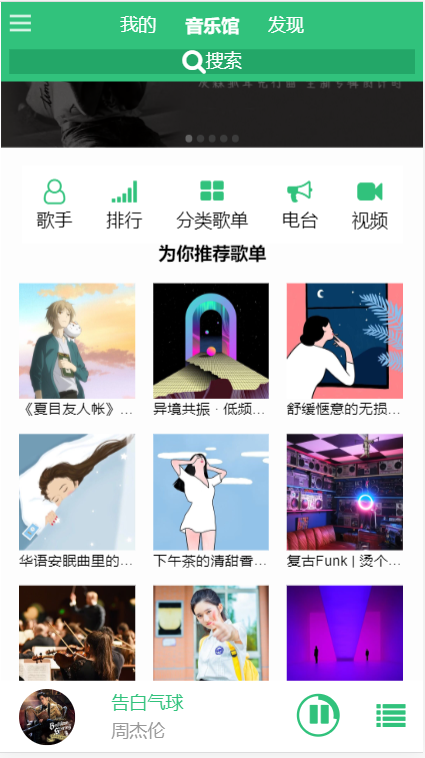 我的 音乐馆 发现
搜索
歌手 排行 分类歌单 电台 视频
为你推荐歌单
《夏目友人帐》... 异境共振 · 低频... 舒缓惬意的无损...
华语安眠曲里的... 下午茶的清甜香... 复古Funk | 烫个...
告白气球
周杰伦